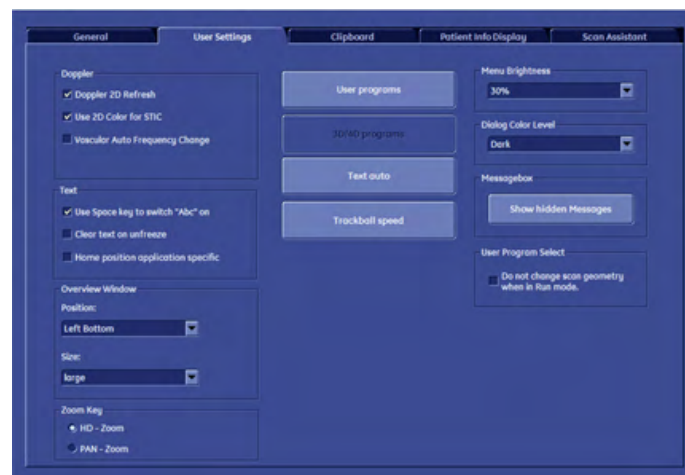 General
User Settings
Clipboard
Patient Info Display
Scan Assistant
Doppler
Doppler 2D Refresh
Use 2D Color for STIC
Vascular Auto Frequency Change
Text
Use Space key to switch "Abc" on
Clear text on unfreeze
Home position application specific
Overview Window
Position:
Left Bottom
Size:
large
Zoom Key
HD - Zoom
PAN - Zoom
User programs
3D/4D programs
Text auto
Trackball speed
Menu Brightness
30%
Dialog Color Level
Dark
Messagebox
Show hidden Messages
User Program Select
Do not change scan geometry
when in Run mode.